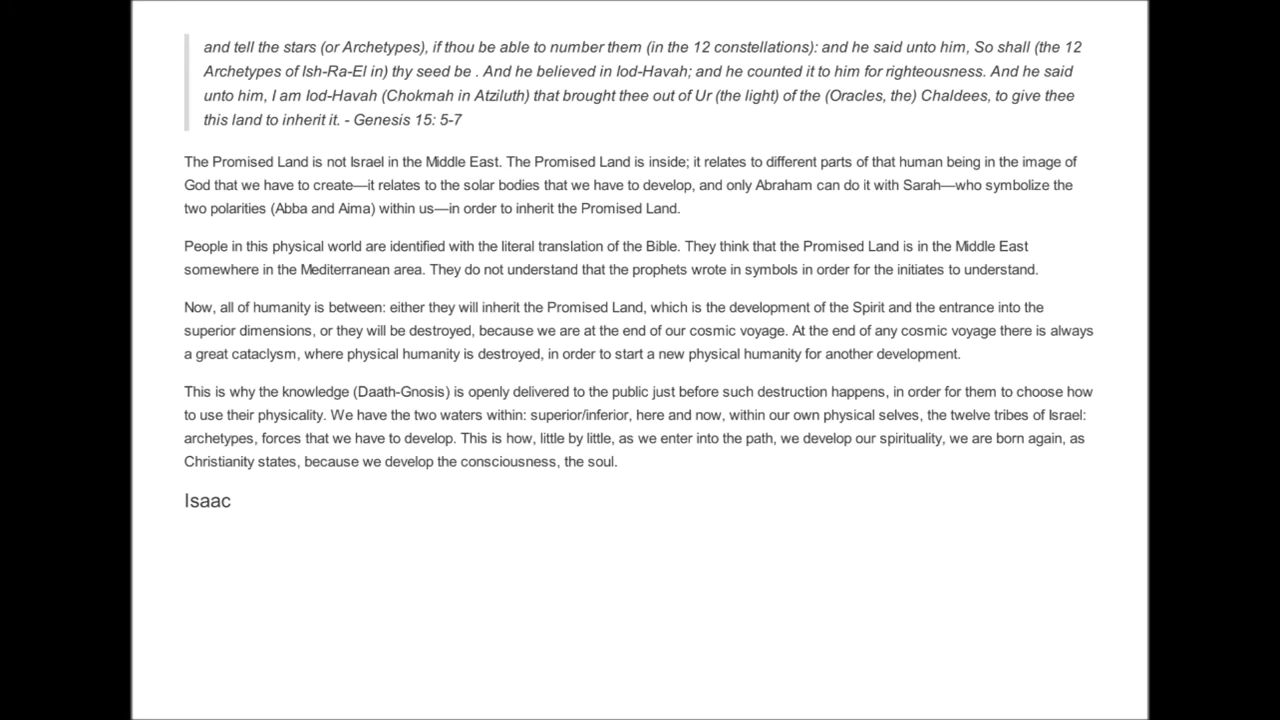 and tell the stars (or Archetypes), if thou be able to number them (in the 12 constellations): and he said unto him, So shall (the 12
Archetypes of Ish-Ra-El in) thy seed be . And he believed in Iod-Havah; and he counted it to him for righteousness. And he said
unto him, I am Iod-Havah (Chokmah in Atziluth) that brought thee out of Ur (the light) of the (Oracles, the) Chaldees, to give thee
this land to inherit it. - Genesis 15: 5-7
The Promised Land is not Israel in the Middle East. The Promised Land is inside; it relates to different parts of that human being in the image of
God that we have to create—it relates to the solar bodies that we have to develop, and only Abraham can do it with Sarah—who symbolize the
two polarities (Abba and Aima) within us—in order to inherit the Promised Land.
People in this physical world are identified with the literal translation of the Bible. They think that the Promised Land is in the Middle East
somewhere in the Mediterranean area. They do not understand that the prophets wrote in symbols in order for the initiates to understand.
Now, all of humanity is between: either they will inherit the Promised Land, which is the development of the Spirit and the entrance into the
superior dimensions, or they will be destroyed, because we are at the end of our cosmic voyage. At the end of any cosmic voyage there is always
a great cataclysm, where physical humanity is destroyed, in order to start a new physical humanity for another development.
This is why the knowledge (Daath-Gnosis) is openly delivered to the public just before such destruction happens, in order for them to choose how
to use their physicality. We have the two waters within: superior/inferior, here and now, within our own physical selves, the twelve tribes of Israel:
archetypes, forces that we have to develop. This is how, little by little, as we enter into the path, we develop our spirituality, we are born again, as
Christianity states, because we develop the consciousness, the soul.
Isaac